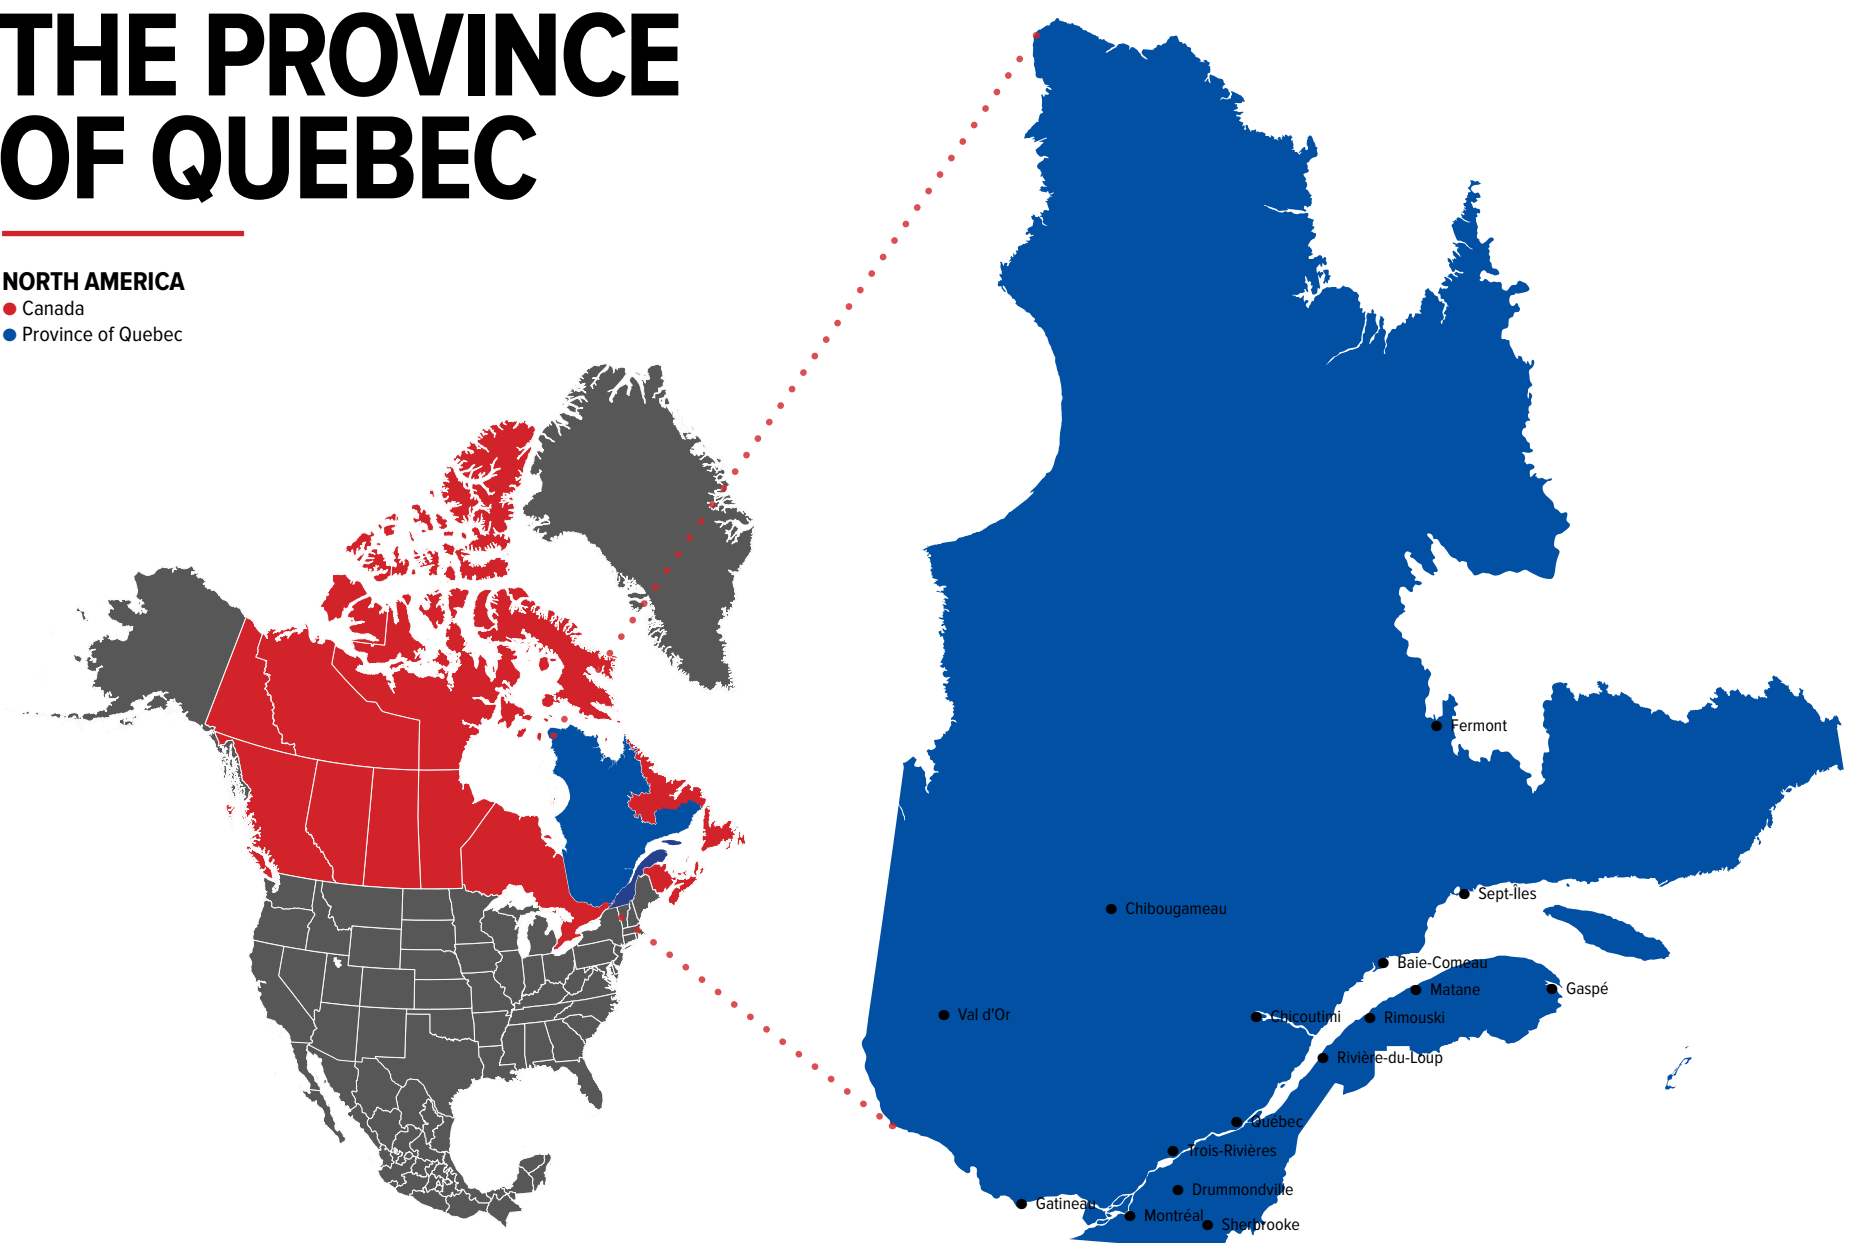 THE PROVINCE
OF QUEBEC
NORTH AMERICA
Canada
Province of Quebec
Fermont
Sept-Îles
Chibougameau
Baie-Comeau
Matane
Gaspé
Val d'Or
Chicoutimi
Rimouski
Rivière-du-Loup
Québec
Trois-Rivières
Drummondville
Gatineau
Montréal
Sherbrooke